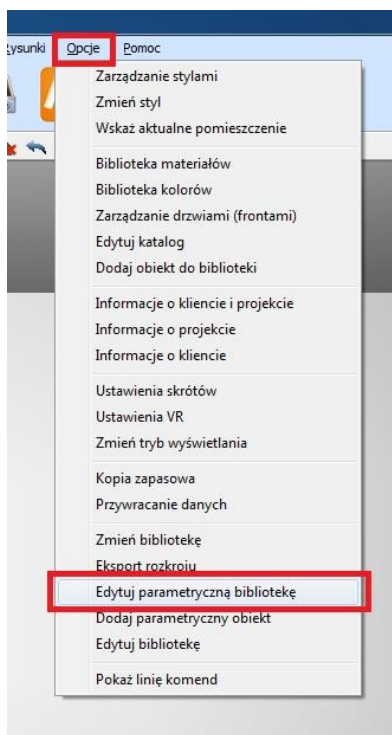 ysunki Opcje Pomoc
Zarządzanie stylami
Zmień styl
Wskaż aktualne pomieszczenie
Biblioteka materiałów
Biblioteka kolorów
Zarządzanie drzwiami (frontami)
Edytuj katalog
Dodaj obiekt do biblioteki
Informacje o kliencie i projekcie
Informacje o projekcie
Informacje o kliencie
Ustawienia skrótów
Ustawienia VR
Zmień tryb wyświetlania
Kopia zapasowa
Przywracanie danych
Zmień bibliotekę
Eksport rozkroju
Edytuj parametryczną bibliotekę
Dodaj parametryczny obiekt
Edytuj bibliotekę
Pokaż linię komend